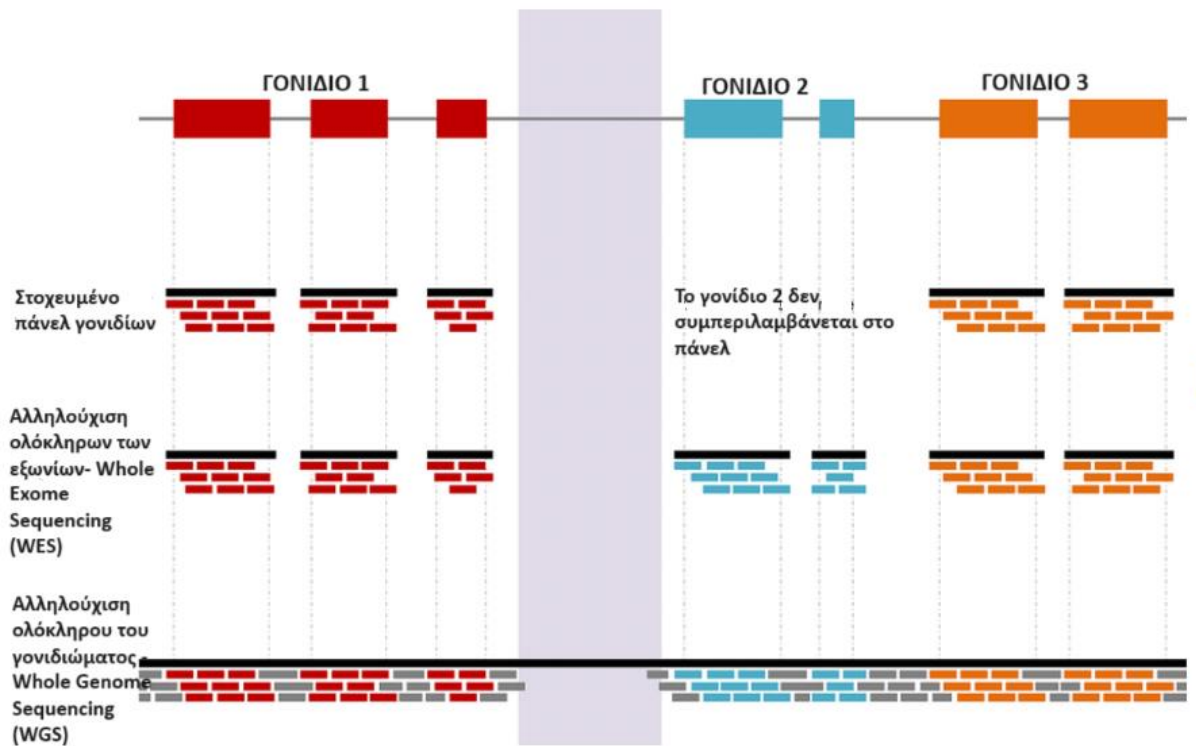 ΓΟΝΙΔΙΟ 1
ΓΟΝΙΔΙΟ 2
ΓΟΝΙΔΙΟ 3
Στοχευμένο
πάνελ γονιδίων
Το γονίδιο 2 δεν
συμπεριλαμβάνεται στο
πάνελ
Αλληλούχιση
ολόκληρων των
εξωνίων- Whole
Exome
Sequencing
(WES)
Αλληλούχιση
ολόκληρου του
γονιδιώματος -
Whole Genome
Sequencing
(WGS)